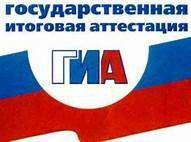 государственная
итоговая аттестация
ГИА